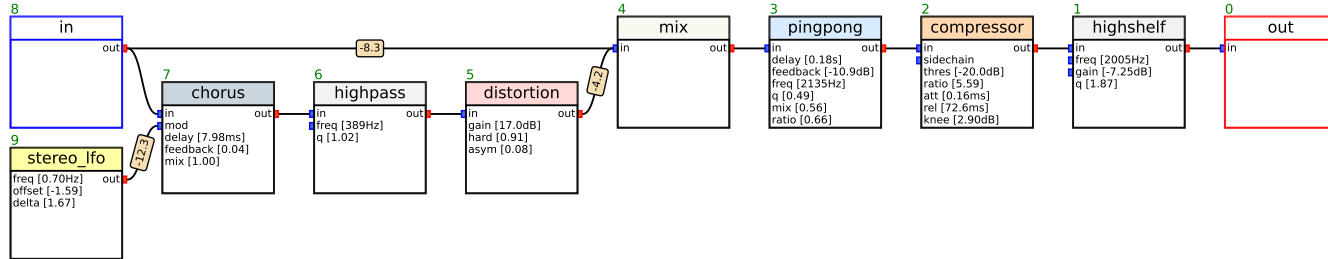 8
in
out
-8.3
4
mix
in
out
3
pingpong
in
out
delay [0.18s]
feedback [-10.9dB]
freq [2135Hz]
q [0.49]
mix [0.56]
ratio [0.66]
2
compressor
in
out
sidechain
thres [-20.0dB]
ratio [5.59]
att [0.16ms]
rel [72.6ms]
knee [2.90dB]
1
highshelf
in
out
freq [2005Hz]
gain [-7.25dB]
q [1.87]
0
out
in
7
chorus
in
out
mod
delay [7.98ms]
feedback [0.04]
mix [1.00]
6
highpass
in
out
freq [389Hz]
q [1.02]
5
distortion
in
out
gain [17.0dB]
hard [0.91]
asym [0.08]
-4.2
9
stereo_lfo
freq [0.70Hz]
out
offset [-1.59]
delta [1.67]
-12.3